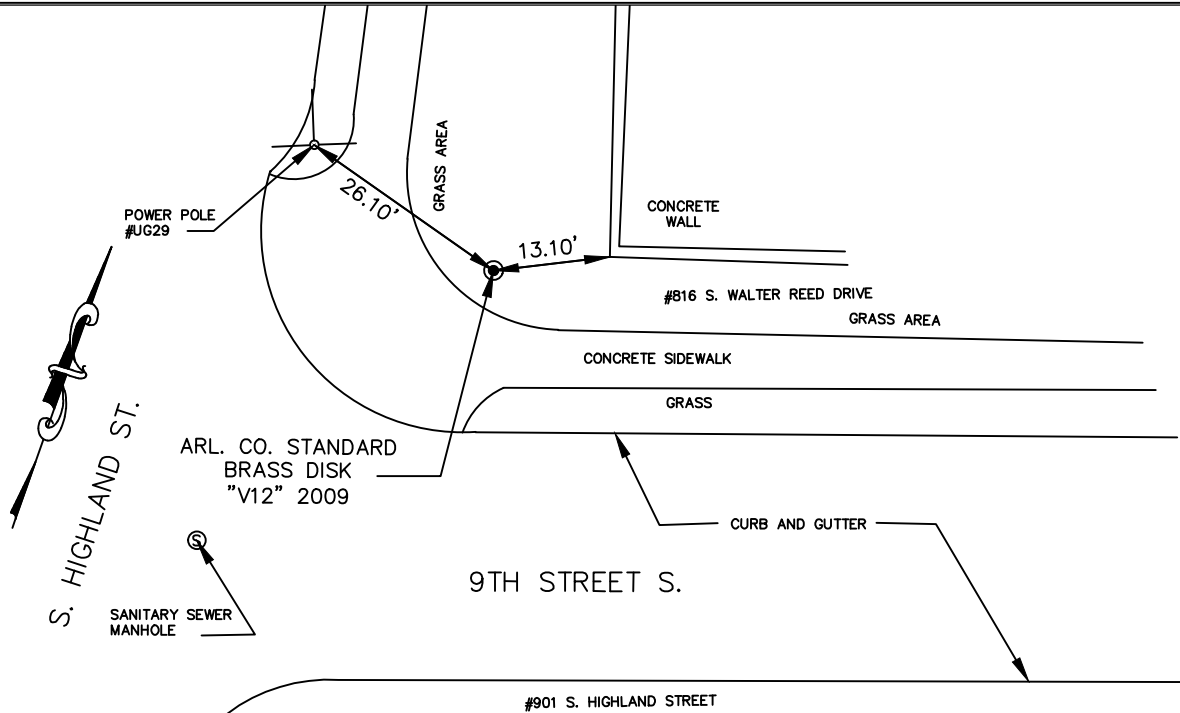 GRASS AREA
26.10'
POWER POLE
#UG29
CONCRETE
WALL
13.10'
#816 S. WALTER REED DRIVE
GRASS AREA
CONCRETE SIDEWALK
GRASS
ARL. CO. STANDARD
BRASS DISK
"V12" 2009
S. HIGHLAND ST.
CURB AND GUTTER
S
9TH STREET S.
SANITARY SEWER
MANHOLE
#901 S. HIGHLAND STREET